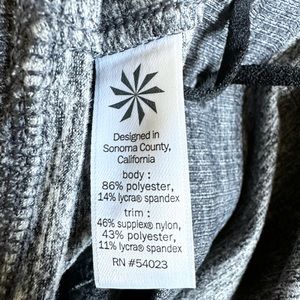 Designed in
Sonoma County,
California
body :
86% polyester,
14% lycra® spandex
trim :
46% supplex® nylon,
43% polyester,
11% lycra® spandex
RN #54023